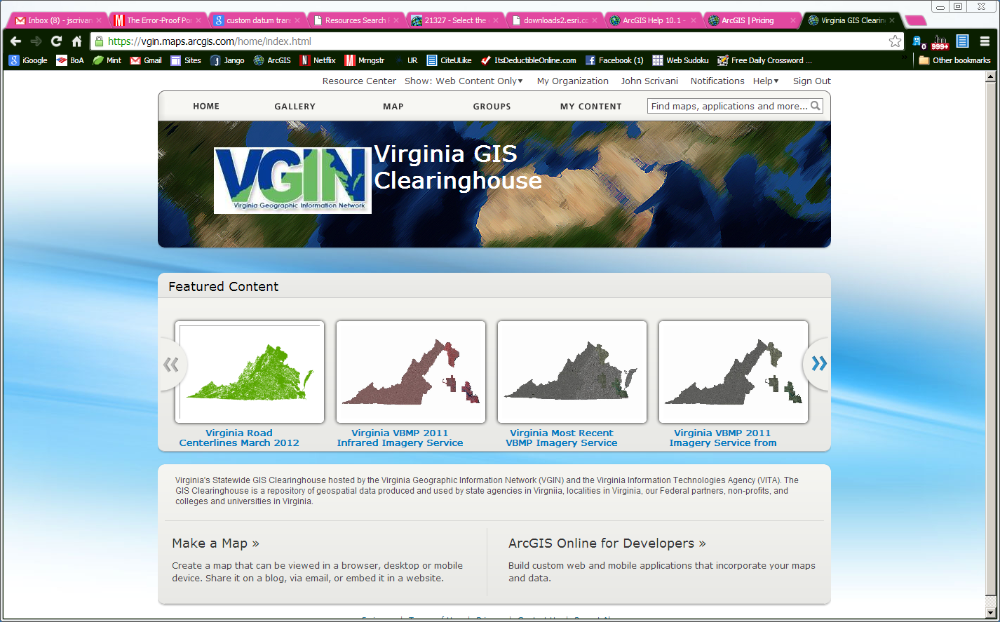 Inbox (8) - jscrivan
The Error-Proof Po
custom datum tran
Resources Search
21327 - Select the
downloads2.esri.co
ArcGIS Help 10.1 -
ArcGIS | Pricing
Virginia GIS Clearin
https://vgin.maps.arcgis.com/home/index.html
0
999+
iGoogle BoA Mint Gmail Sites Jango ArcGIS Netflix Mrngstr UR CiteULike ItsDeductibleOnline.com Facebook (1) Web Sudoku Free Daily Crossword ... Other bookmarks
Resource Center Show: Web Content Only My Organization John Scrivani Notifications Help Sign Out
HOME GALLERY MAP GROUPS MY CONTENT Find maps, applications and more...
VGIN
Virginia Geographic Information Network
Virginia GIS
Clearinghouse
Featured Content
Virginia Road
Centerlines March 2012
Virginia VBMP 2011
Infrared Imagery Service
Virginia Most Recent
VBMP Imagery Service
Virginia VBMP 2011
Imagery Service from
Virginia's Statewide GIS Clearinghouse hosted by the Virginia Geographic Information Network (VGIN) and the Virginia Information Technologies Agency (VITA). The
GIS Clearinghouse is a repository of geospatial data produced and used by state agencies in Virgniia, localities in Virginia, our Federal partners, non-profits, and
colleges and universities in Virginia.
Make a Map »
Create a map that can be viewed in a browser, desktop or mobile
device. Share it on a blog, via email, or embed it in a website.
ArcGIS Online for Developers »
Build custom web and mobile applications that incorporate your maps
and data.